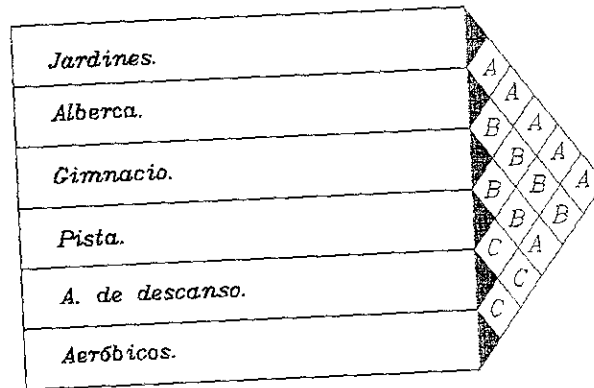 Jardines.
Alberca.
Gimnacio.
Pista.
A. de descanso.
Aeróbicos.
A
A
B A
B A
B B A
B B
C A
C
C